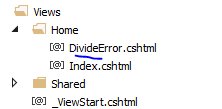 Views
Home
[@] DivideError.cshtml
[@] Index.cshtml
Shared
[@] _ViewStart.cshtml